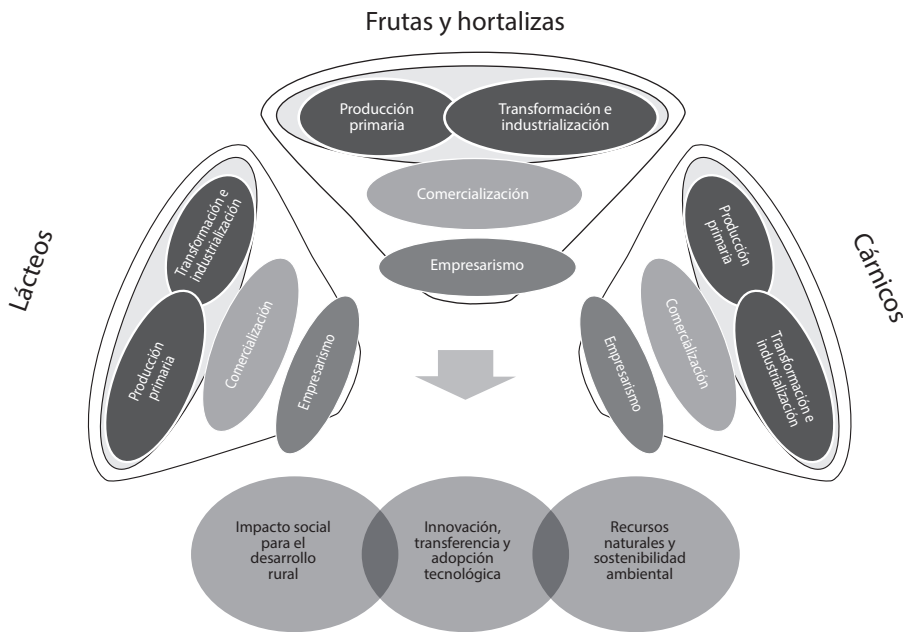 Frutas y hortalizas
Producción
primaria
Transformación e
industrialización
Comercialización
Empresarismo
Lácteos
Transformación e
industrialización
Producción
primaria
Comercialización
Empresarismo
Cárnicos
Producción
primaria
Transformación e
industrialización
Comercialización
Empresarismo
Impacto social
para el
desarrollo
rural
Innovación,
transferencia y
adopción
tecnológica
Recursos
naturales y
sostenibilidad
ambiental